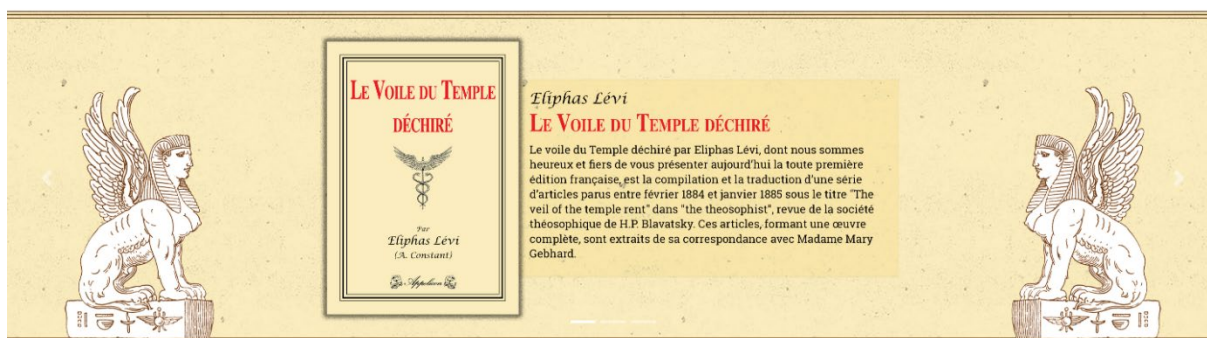 LE VOILE DU TEMPLE
DÉCHIRÉ
Par
Eliphas Lévi
(A. Constant)
Eliphas Lévi
LE VOILE DU TEMPLE DÉCHIRÉ
Le voile du Temple déchiré par Eliphas Lévi, dont nous sommes
heureux et fiers de vous présenter aujourd'hui la toute première
édition française, est la compilation et la traduction d'une série
d'articles parus entre février 1884 et janvier 1885 sous le titre "The
veil of the temple rent" dans "the theosophist", revue de la société
théosophique de H.P. Blavatsky. Ces articles, formant une œuvre
complète, sont extraits de sa correspondance avec Madame Mary
Gebhard.